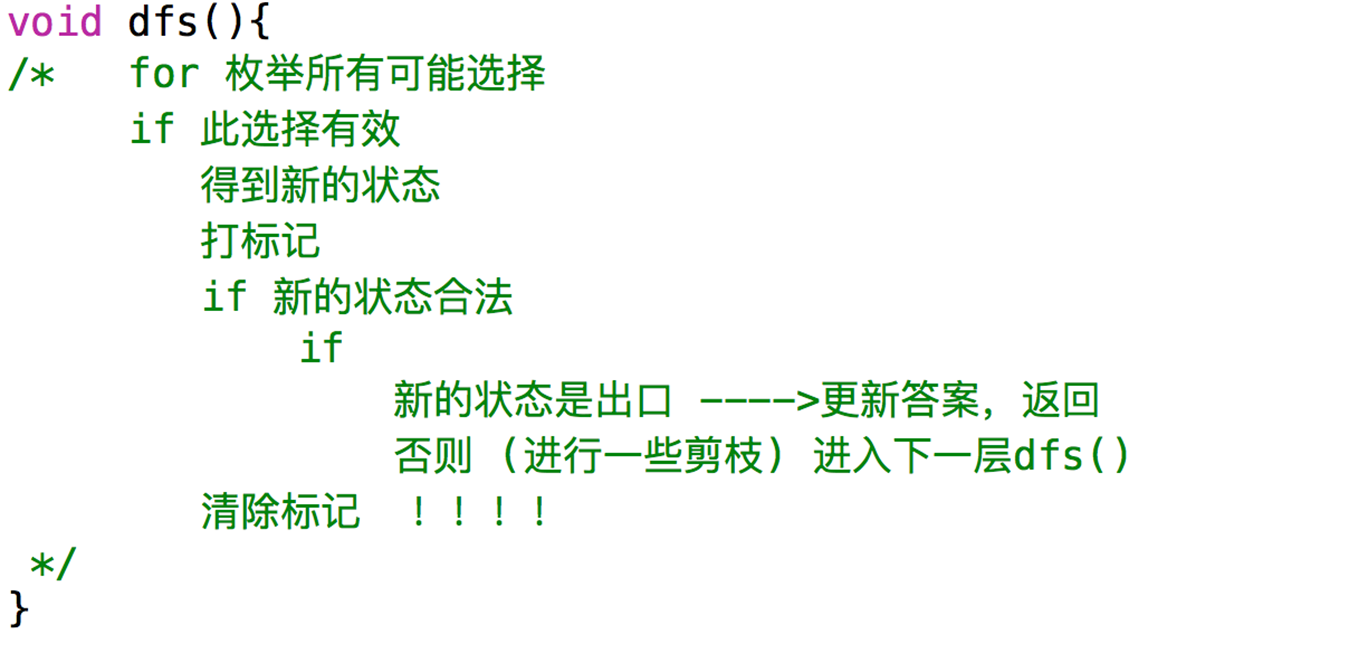 void dfs(){
/*   for 枚举所有可能选择
if 此选择有效
得到新的状态
打标记
if 新的状态合法
if
新的状态是出口 ---->更新答案，返回
否则 (进行一些剪枝) 进入下一层dfs()
清除标记  ！！！！
*/
}